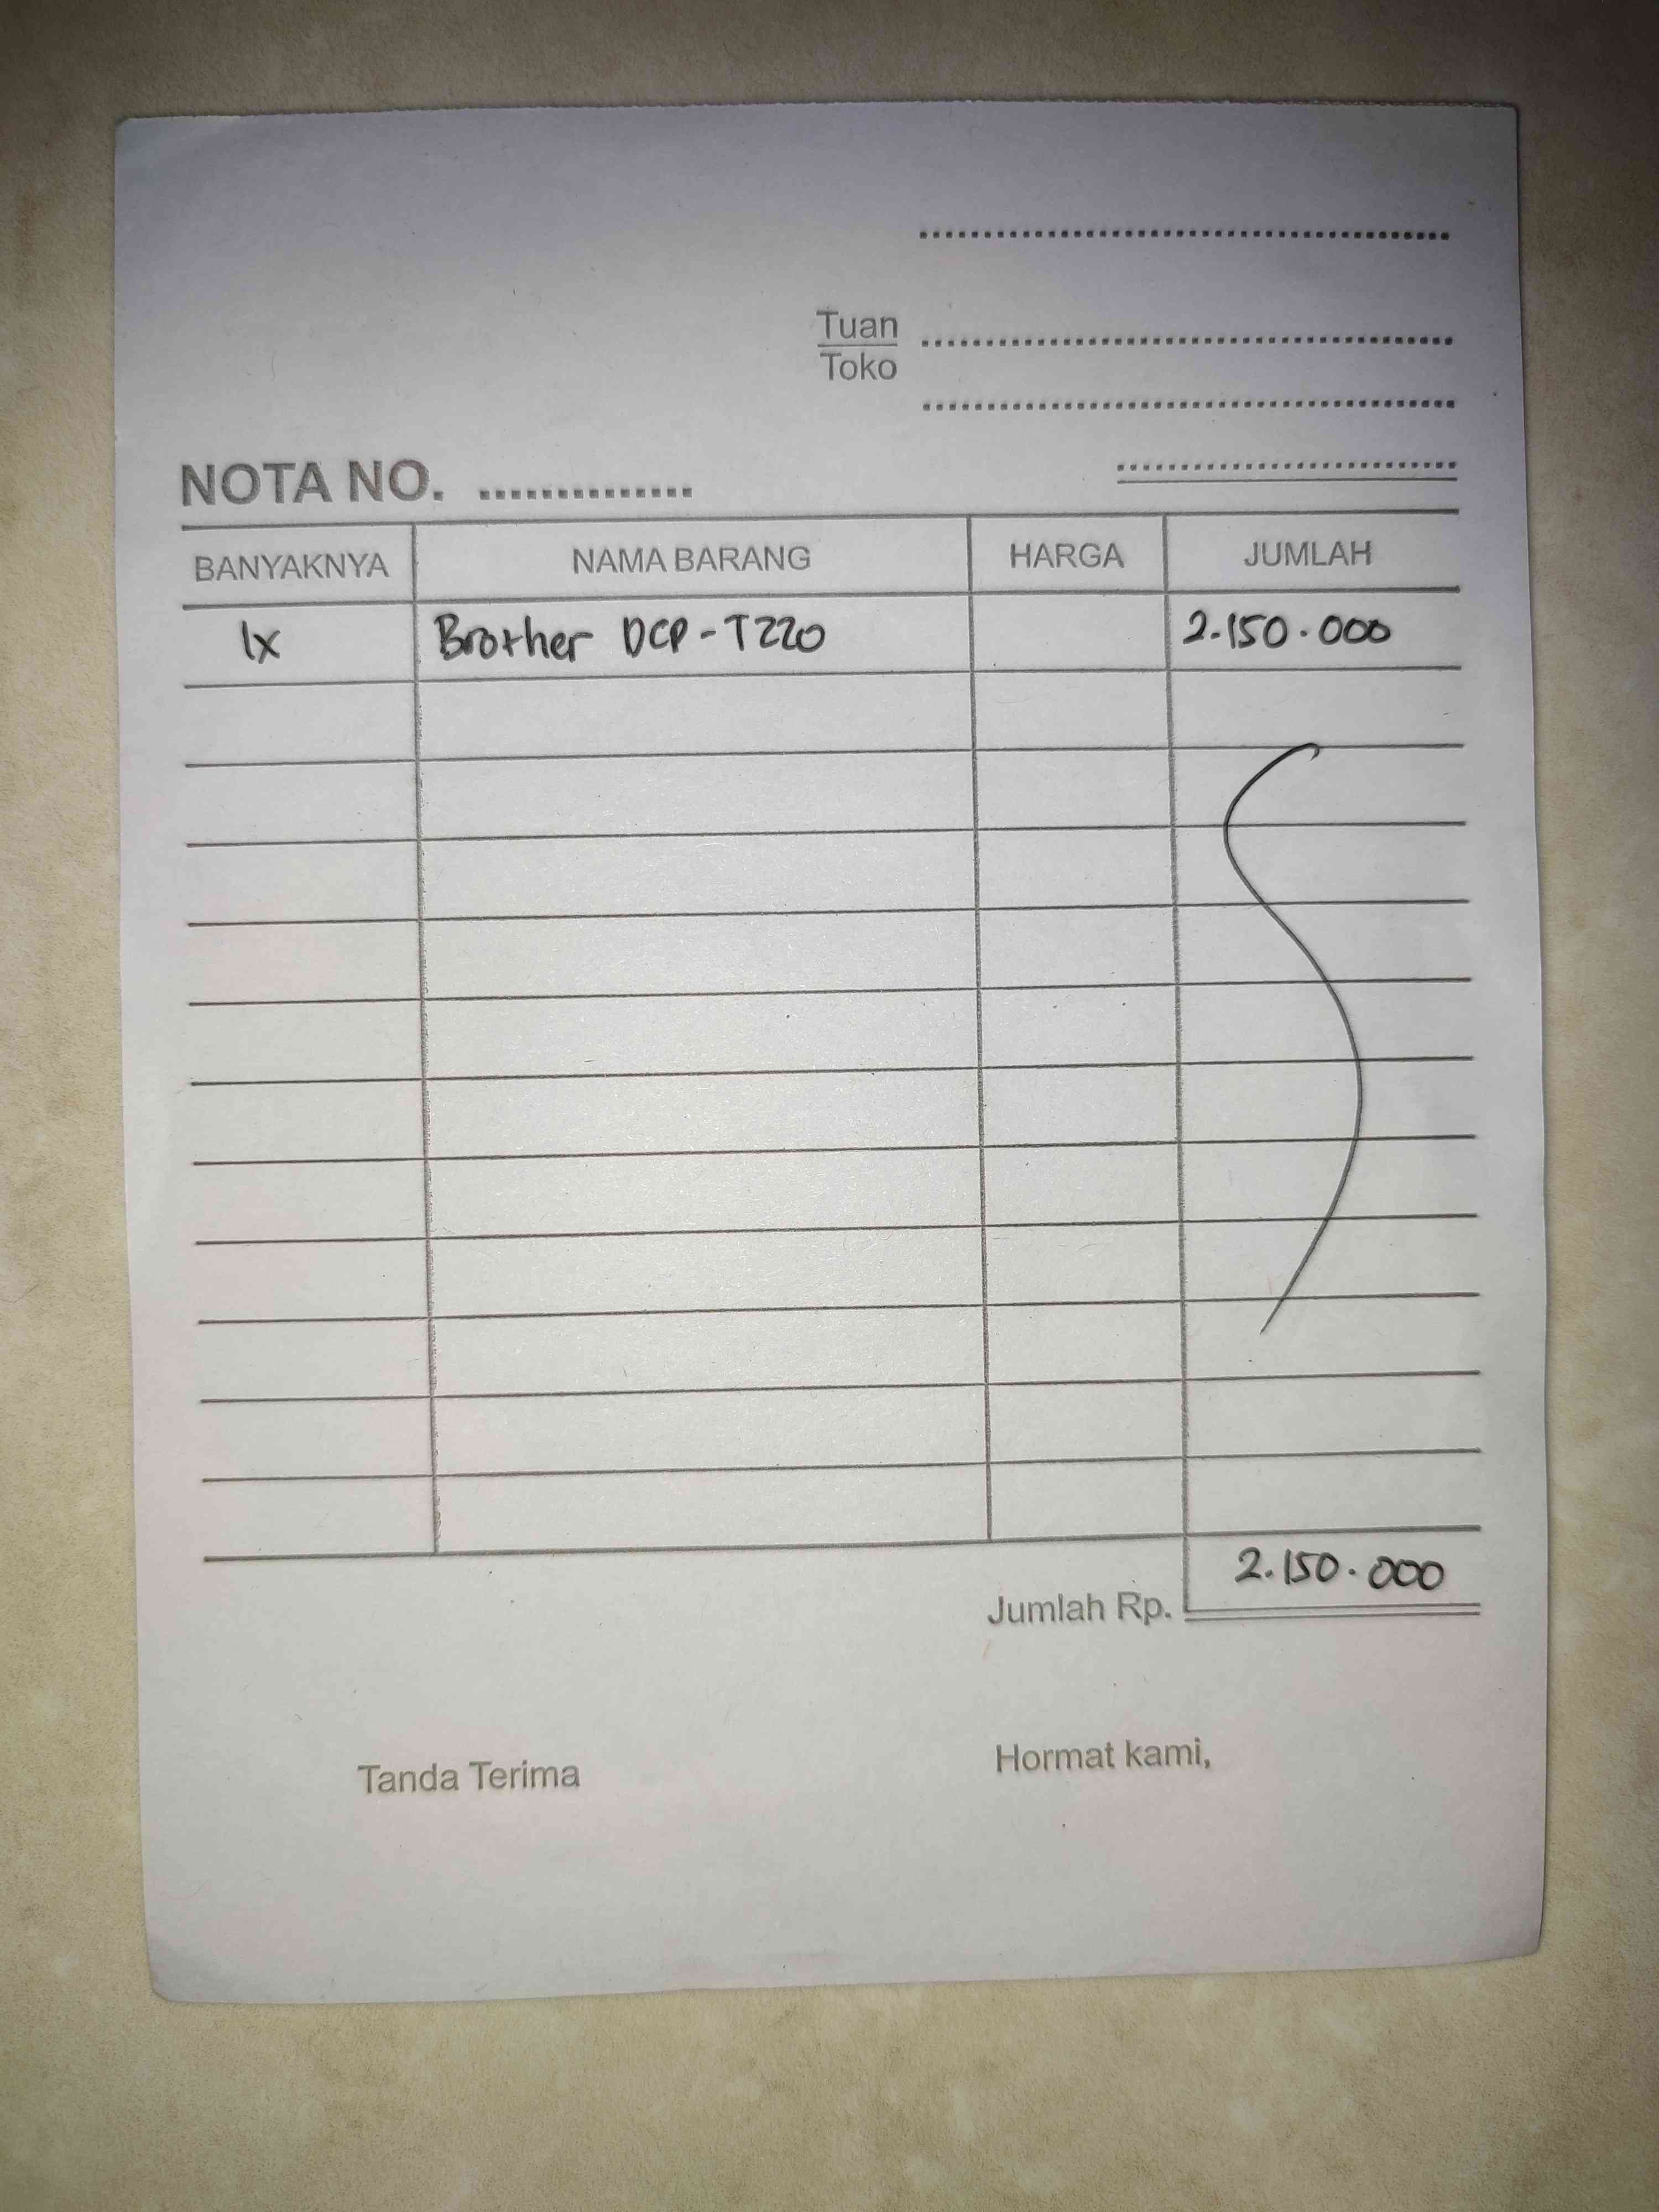 Tuan
Toko
NOTA NO. ..............
BANYAKNYA NAMA BARANG HARGA JUMLAH
1x Brother DCP-T220 2.150.000
2.150.000
Jumlah Rp.
Tanda Terima Hormat kami,